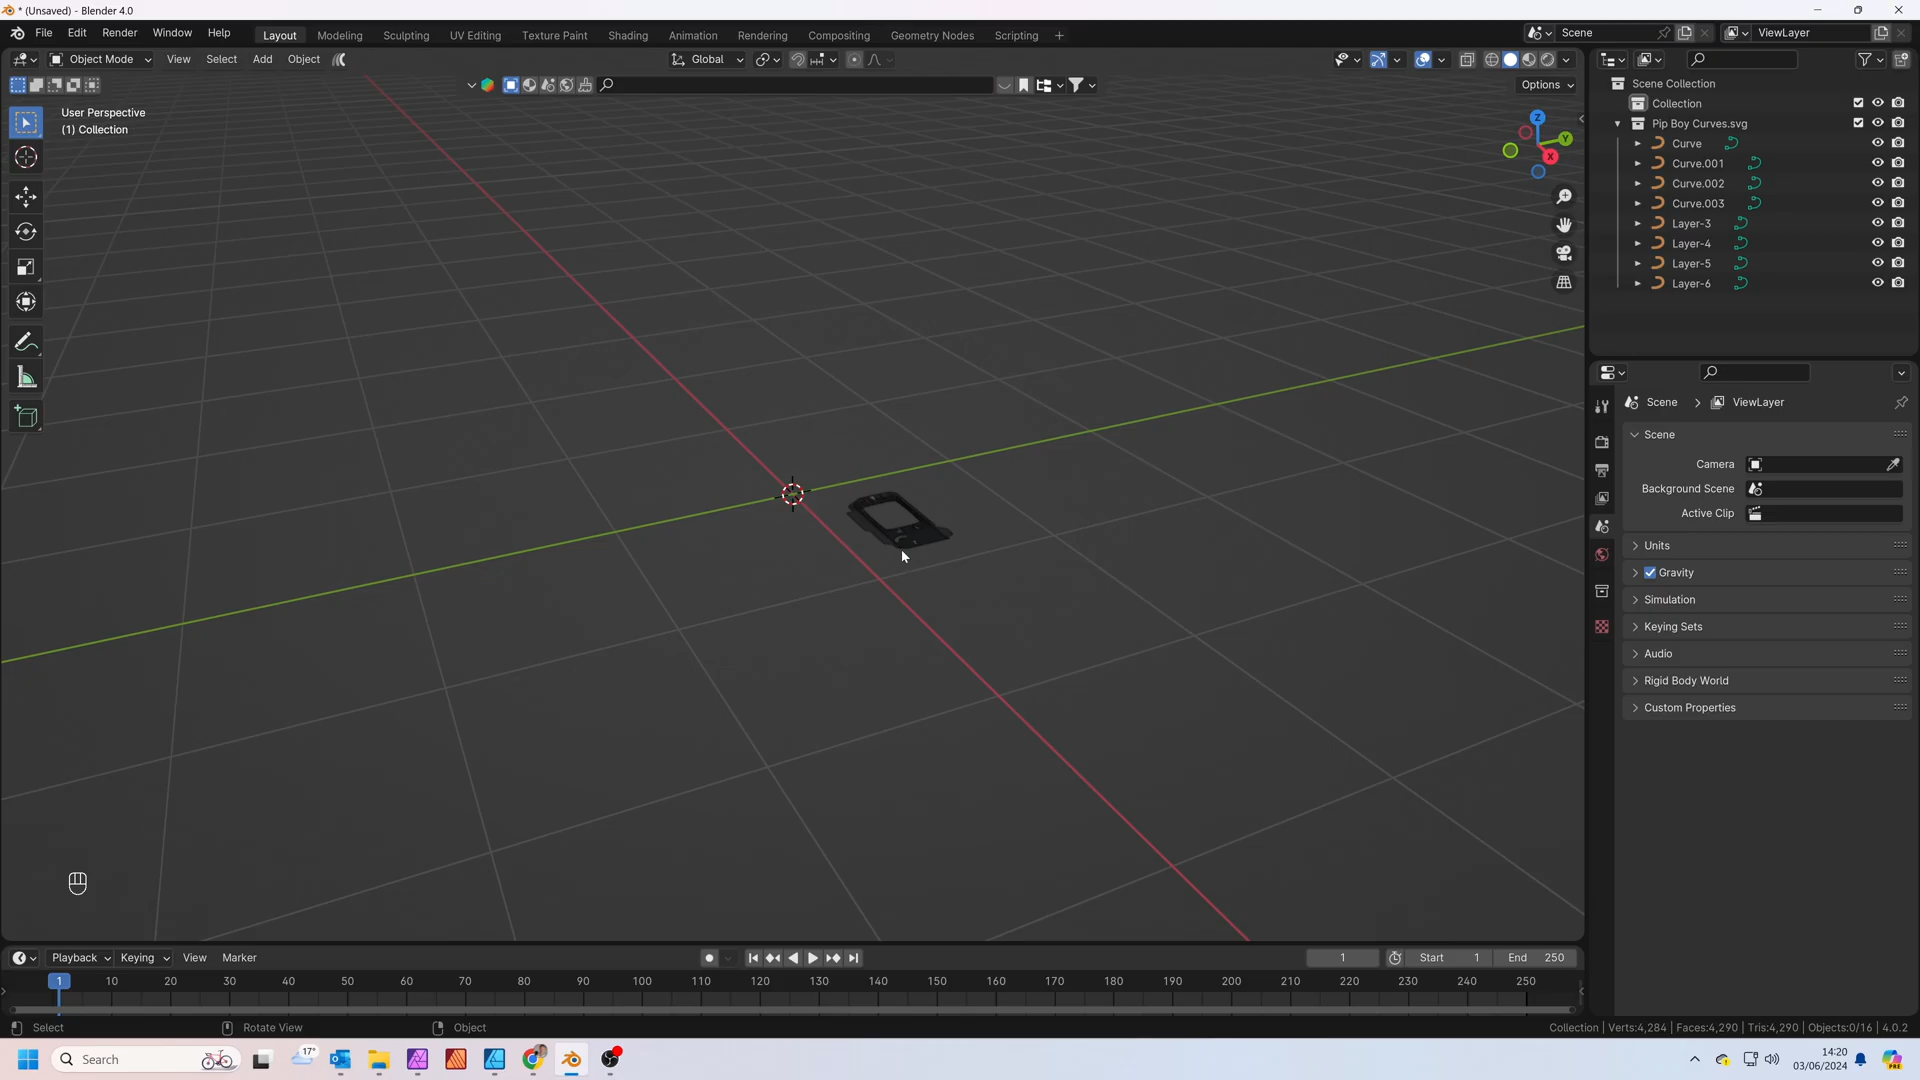 * (Unsaved) - Blender 4.0
File Edit Render Window Help
Layout Modeling Sculpting UV Editing Texture Paint Shading Animation Rendering Compositing Geometry Nodes Scripting +
Scene
ViewLayer
Object Mode View Select Add Object
Global
Options
User Perspective
(1) Collection
Z
Y
X
Scene Collection
Collection
Pip Boy Curves.svg
Curve
Curve.001
Curve.002
Curve.003
Layer-3
Layer-4
Layer-5
Layer-6
Scene > ViewLayer
Scene
Camera
Background Scene
Active Clip
Units
Gravity
Simulation
Keying Sets
Audio
Rigid Body World
Custom Properties
Playback Keying View Marker
1 Start 1 End 250
1 10 20 30 40 50 60 70 80 90 100 110 120 130 140 150 160 170 180 190 200 210 220 230 240 250
Select Rotate View Object
Collection | Verts:4,284 | Faces:4,290 | Tris:4,290 | Objects:0/16 | 4.0.2
Search
17°
14:20
03/06/2024
PRE